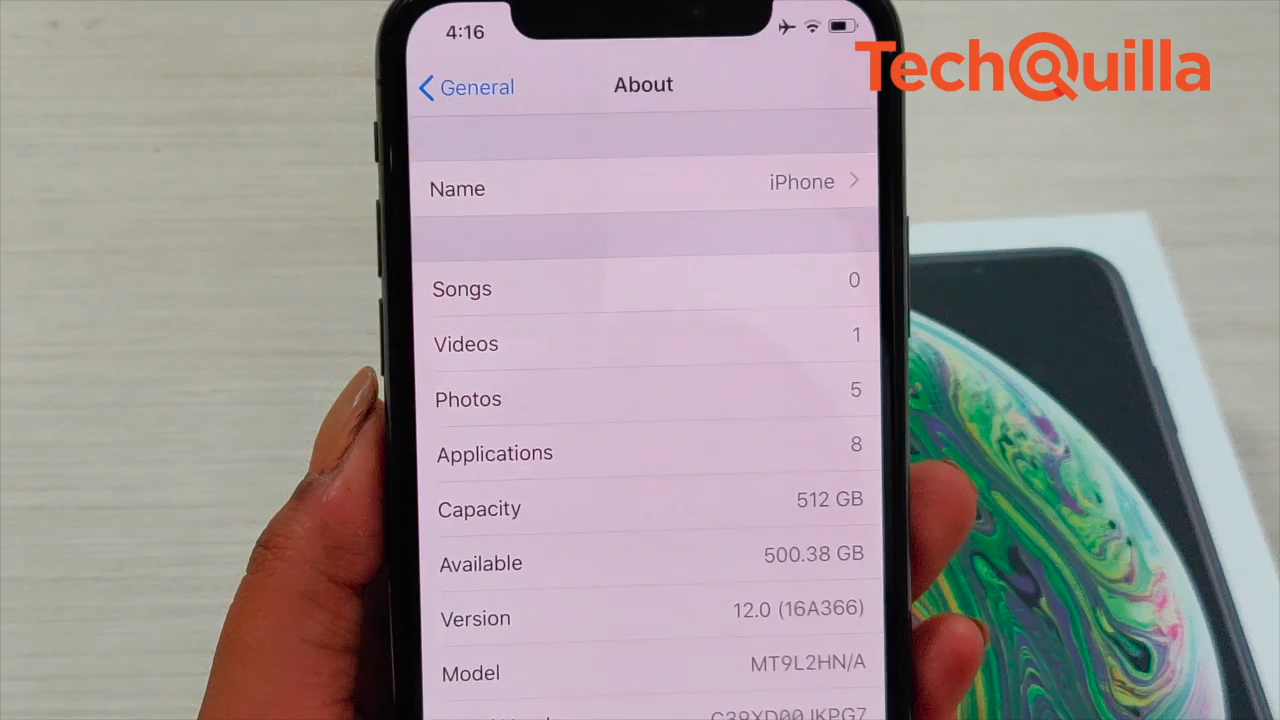 4:16
TechQuilla
General
About
Name iPhone
Songs 0
Videos 1
Photos 5
Applications 8
Capacity 512 GB
Available 500.38 GB
Version 12.0 (16A366)
Model MT9L2HN/A